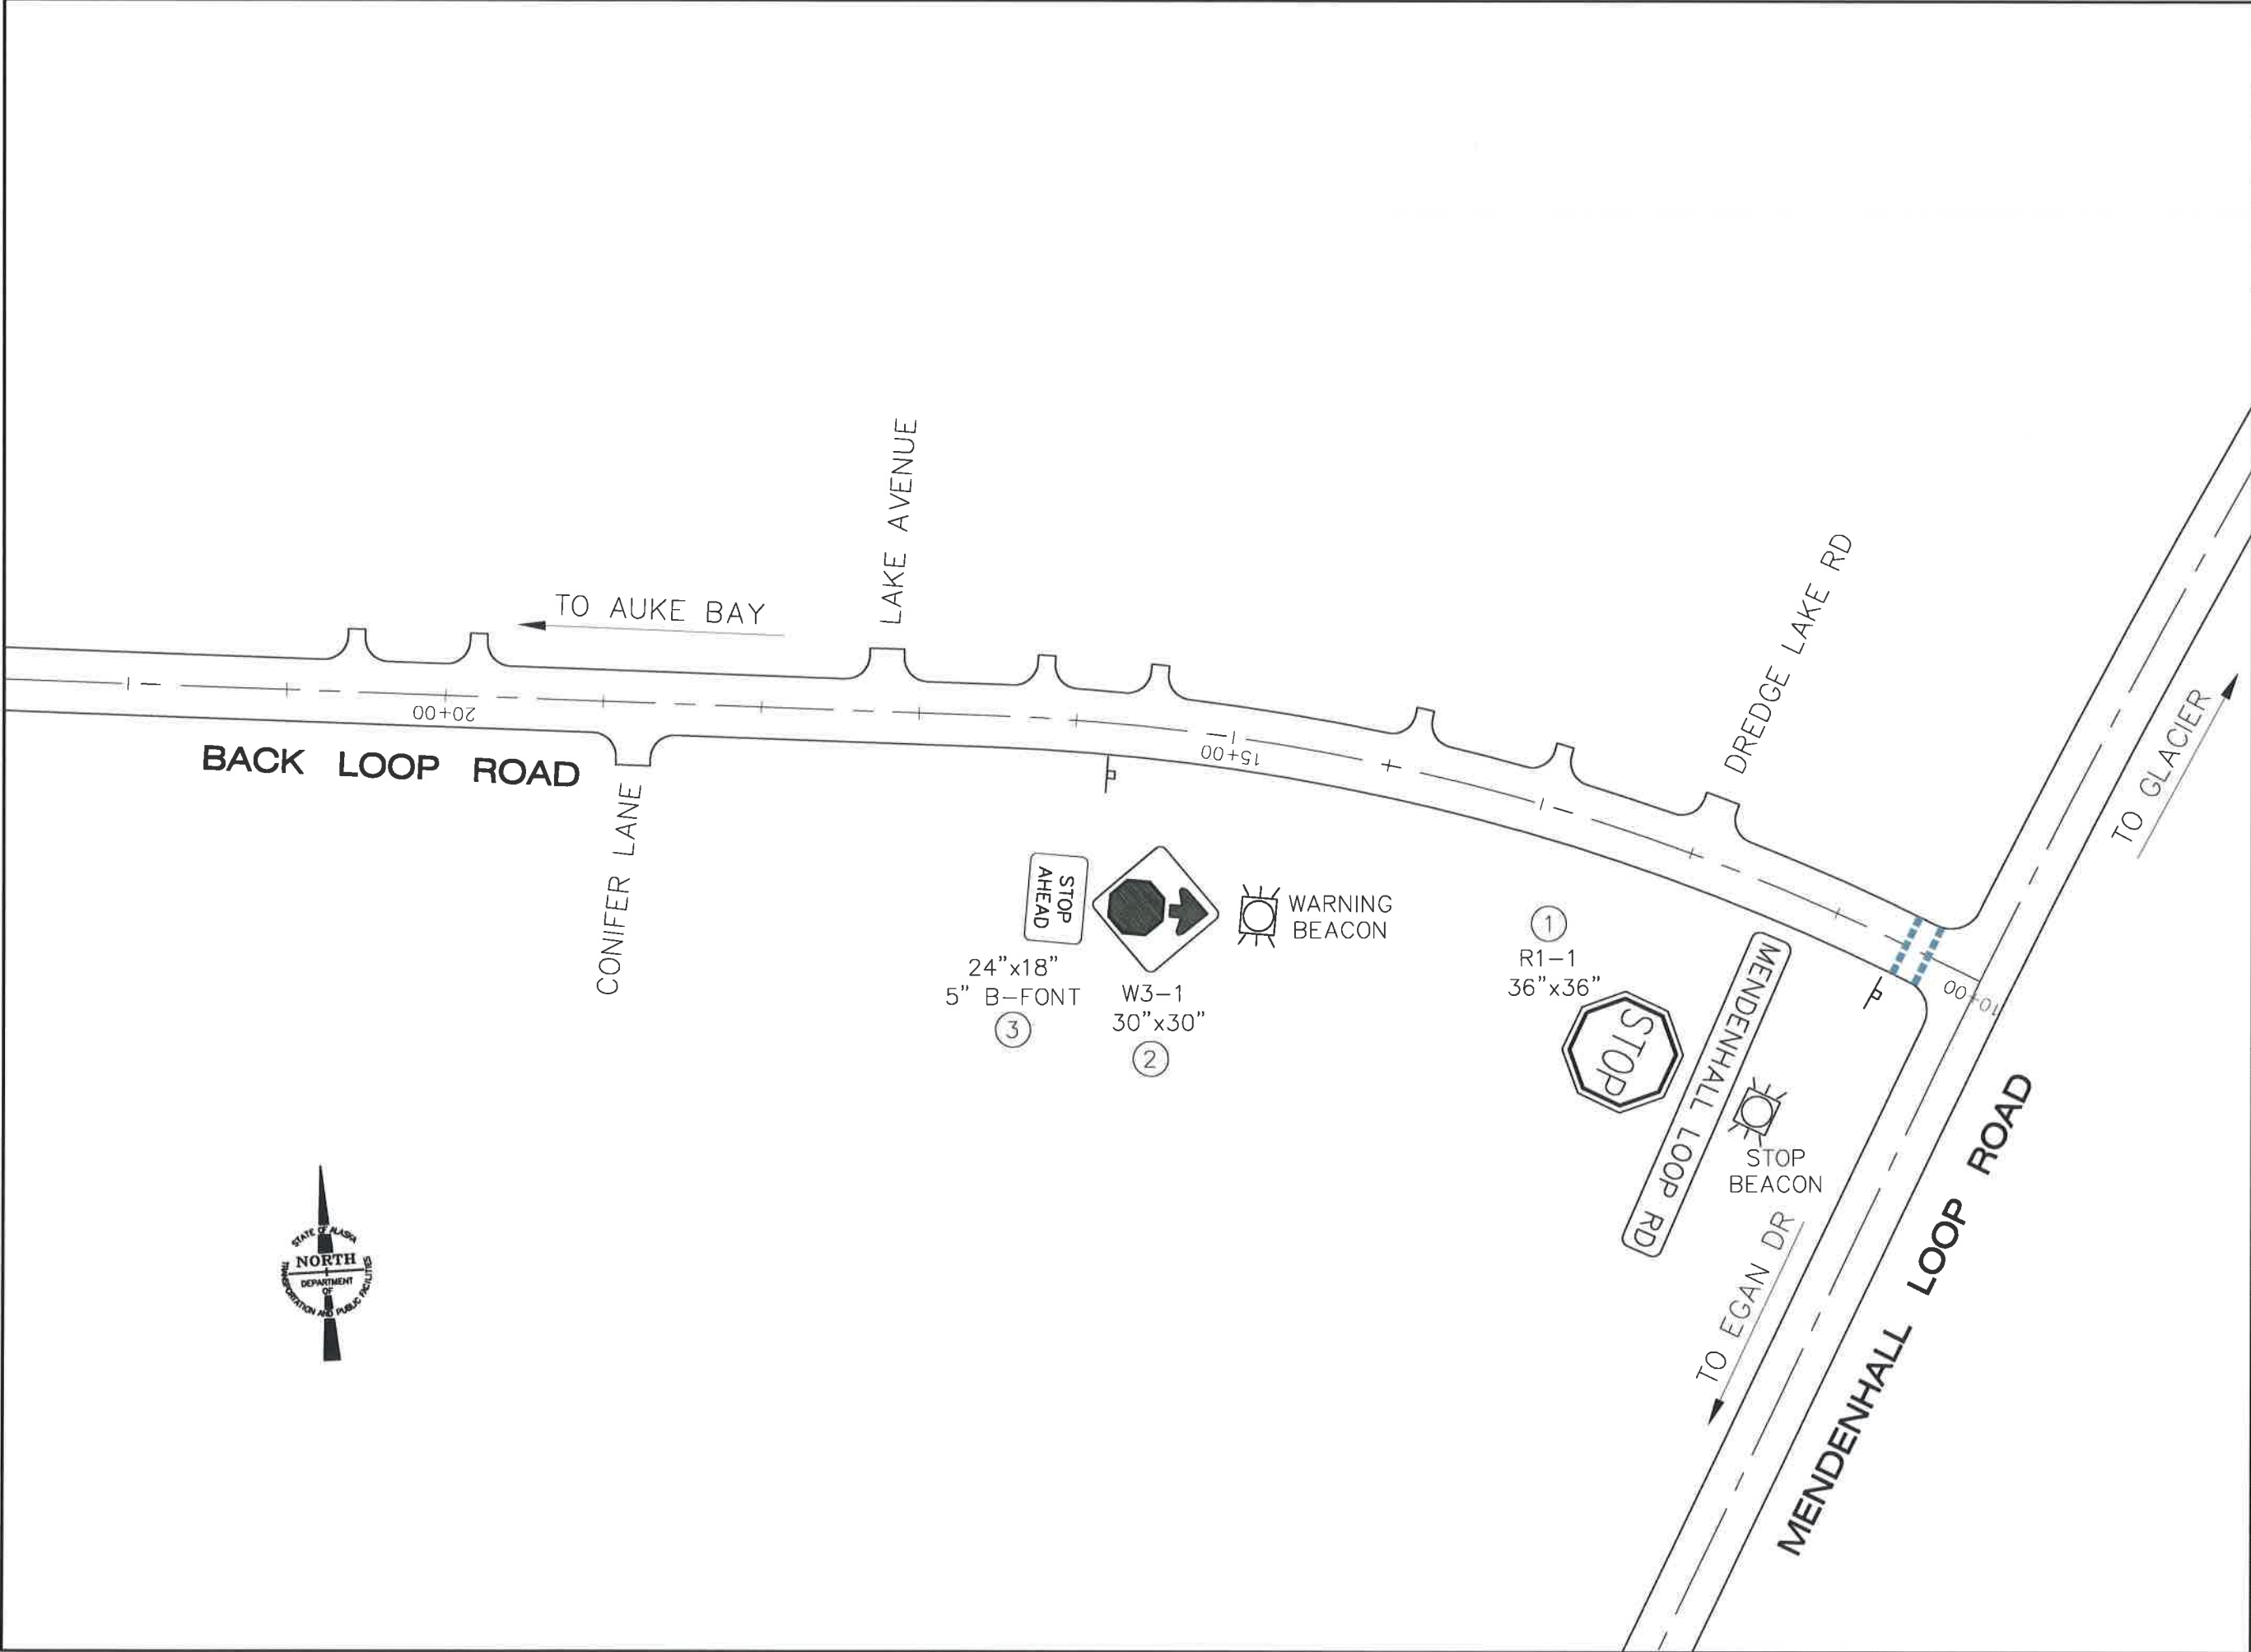 LAKE AVENUE
DREDGE LAKE RD
TO AUKE BAY
20+00
BACK LOOP ROAD
CONIFER LANE
15+00
TO GLACIER
STOP
AHEAD
WARNING
BEACON
24"x18"
5" B-FONT
3
W3-1
30"x30"
2
1
R1-1
36"x36"
STOP
MENDENHALL LOOP RD
10+00
STOP
BEACON
TO EGAN DR
MENDENHALL LOOP ROAD
STATE OF ALASKA
NORTH
DEPARTMENT
OF
TRANSPORTATION AND PUBLIC FACILITIES